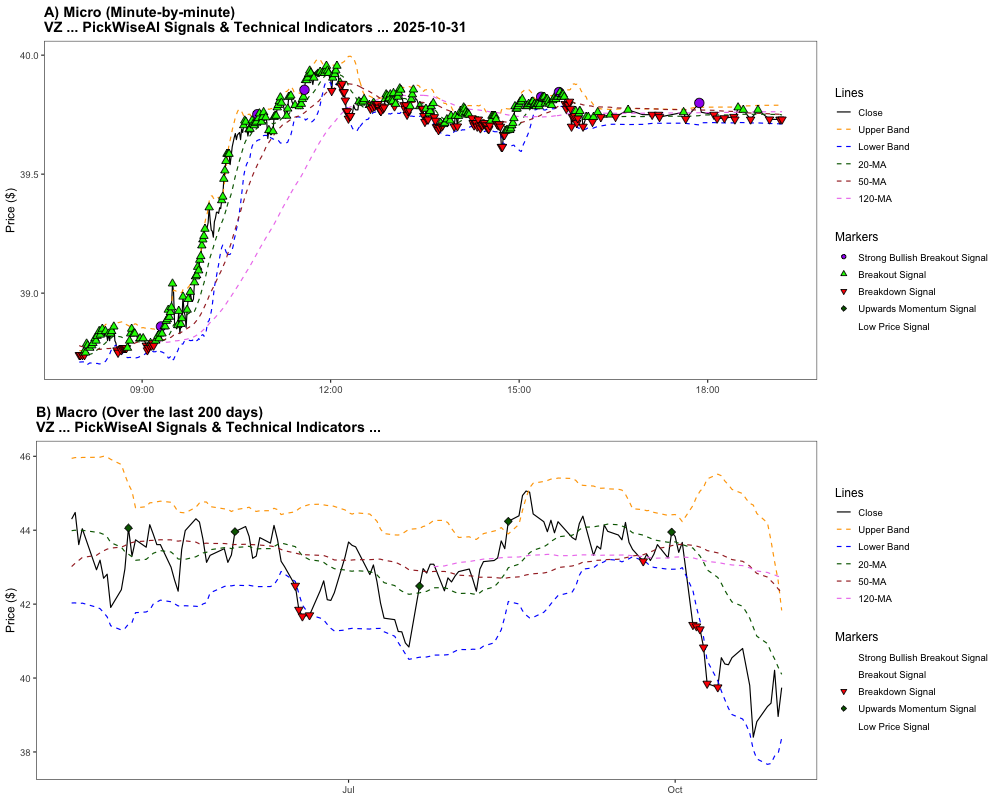 A) Micro (Minute-by-minute)
VZ ... PickWiseAI Signals & Technical Indicators ... 2025-10-31
Price ($)
40.0
39.5
39.0
09:00
12:00
15:00
18:00
Lines
Close
Upper Band
Lower Band
20-MA
50-MA
120-MA
Markers
Strong Bullish Breakout Signal
Breakout Signal
Breakdown Signal
Upwards Momentum Signal
Low Price Signal
B) Macro (Over the last 200 days)
VZ ... PickWiseAI Signals & Technical Indicators ...
Price ($)
46
44
42
40
38
Jul
Oct
Lines
Close
Upper Band
Lower Band
20-MA
50-MA
120-MA
Markers
Strong Bullish Breakout Signal
Breakout Signal
Breakdown Signal
Upwards Momentum Signal
Low Price Signal